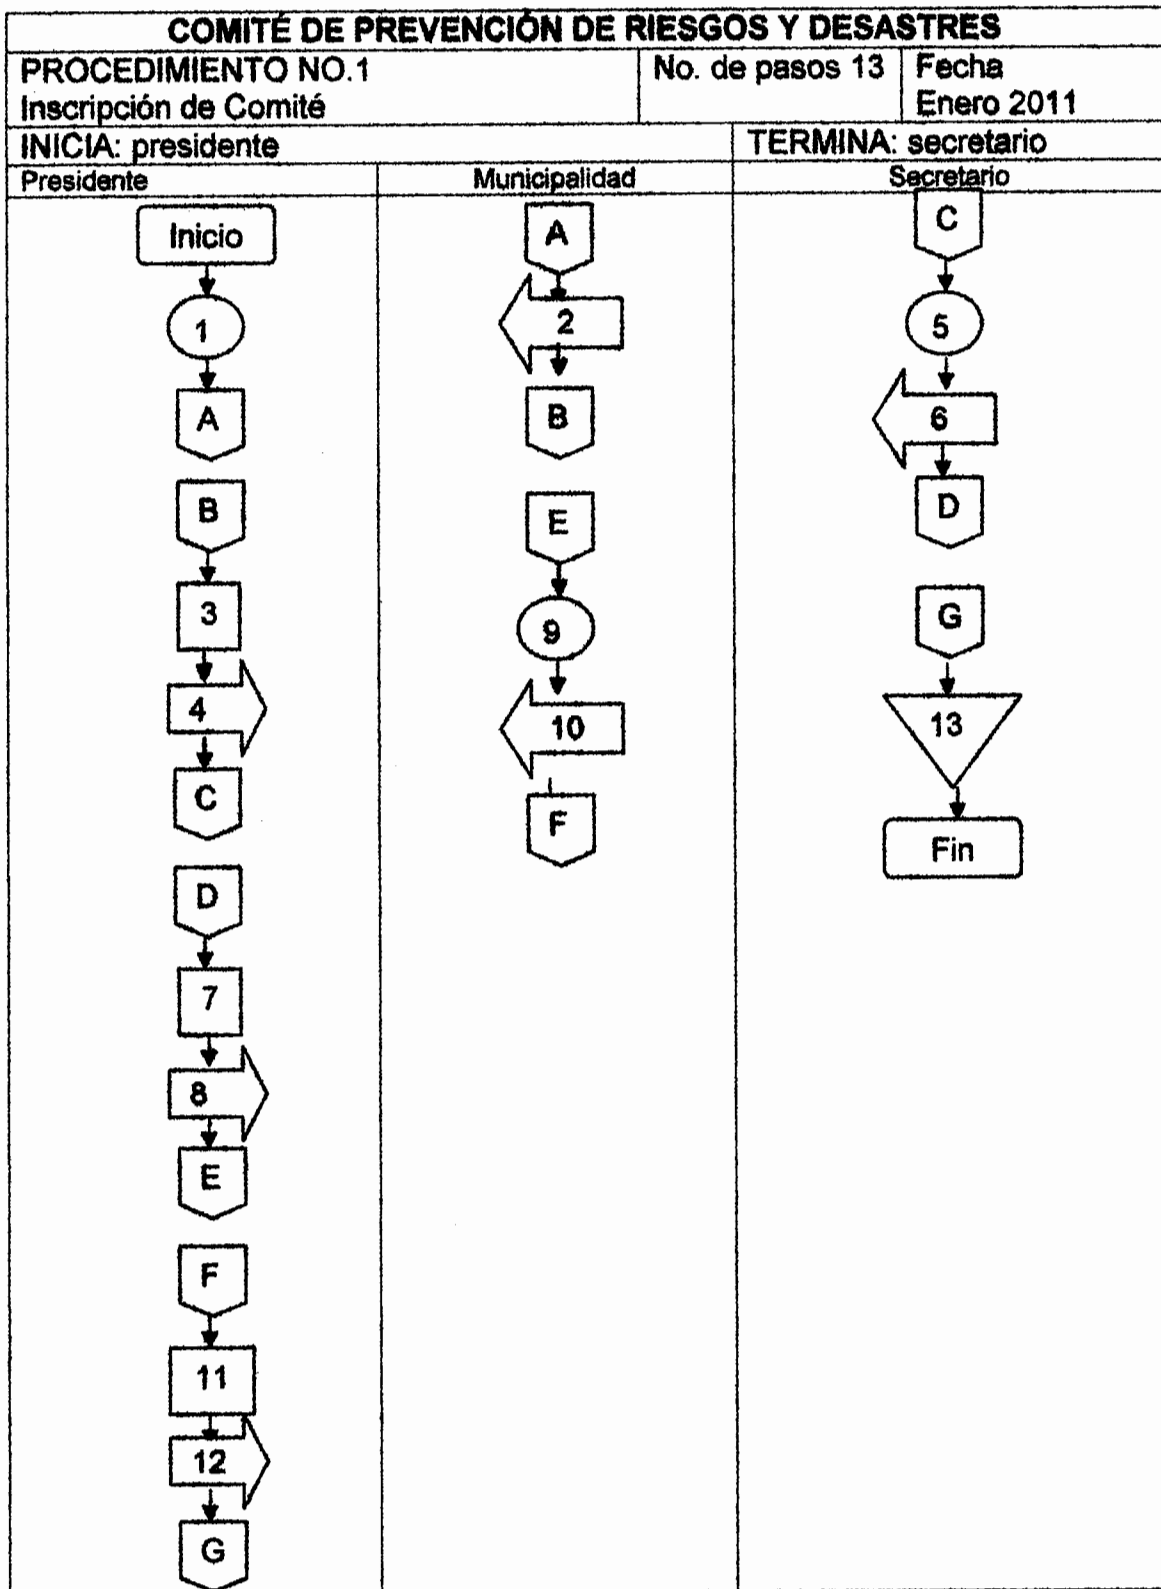 COMITÉ DE PREVENCIÓN DE RIESGOS Y DESASTRES
PROCEDIMIENTO NO.1
Inscripción de Comité
No. de pasos 13
Fecha
Enero 2011
INICIA: presidente
TERMINA: secretario
Presidente
Inicio
1
A
B
3
4
C
D
7
8
E
F
11
12
G
Municipalidad
A
2
B
E
9
10
F
Secretario
C
5
6
D
G
13
Fin